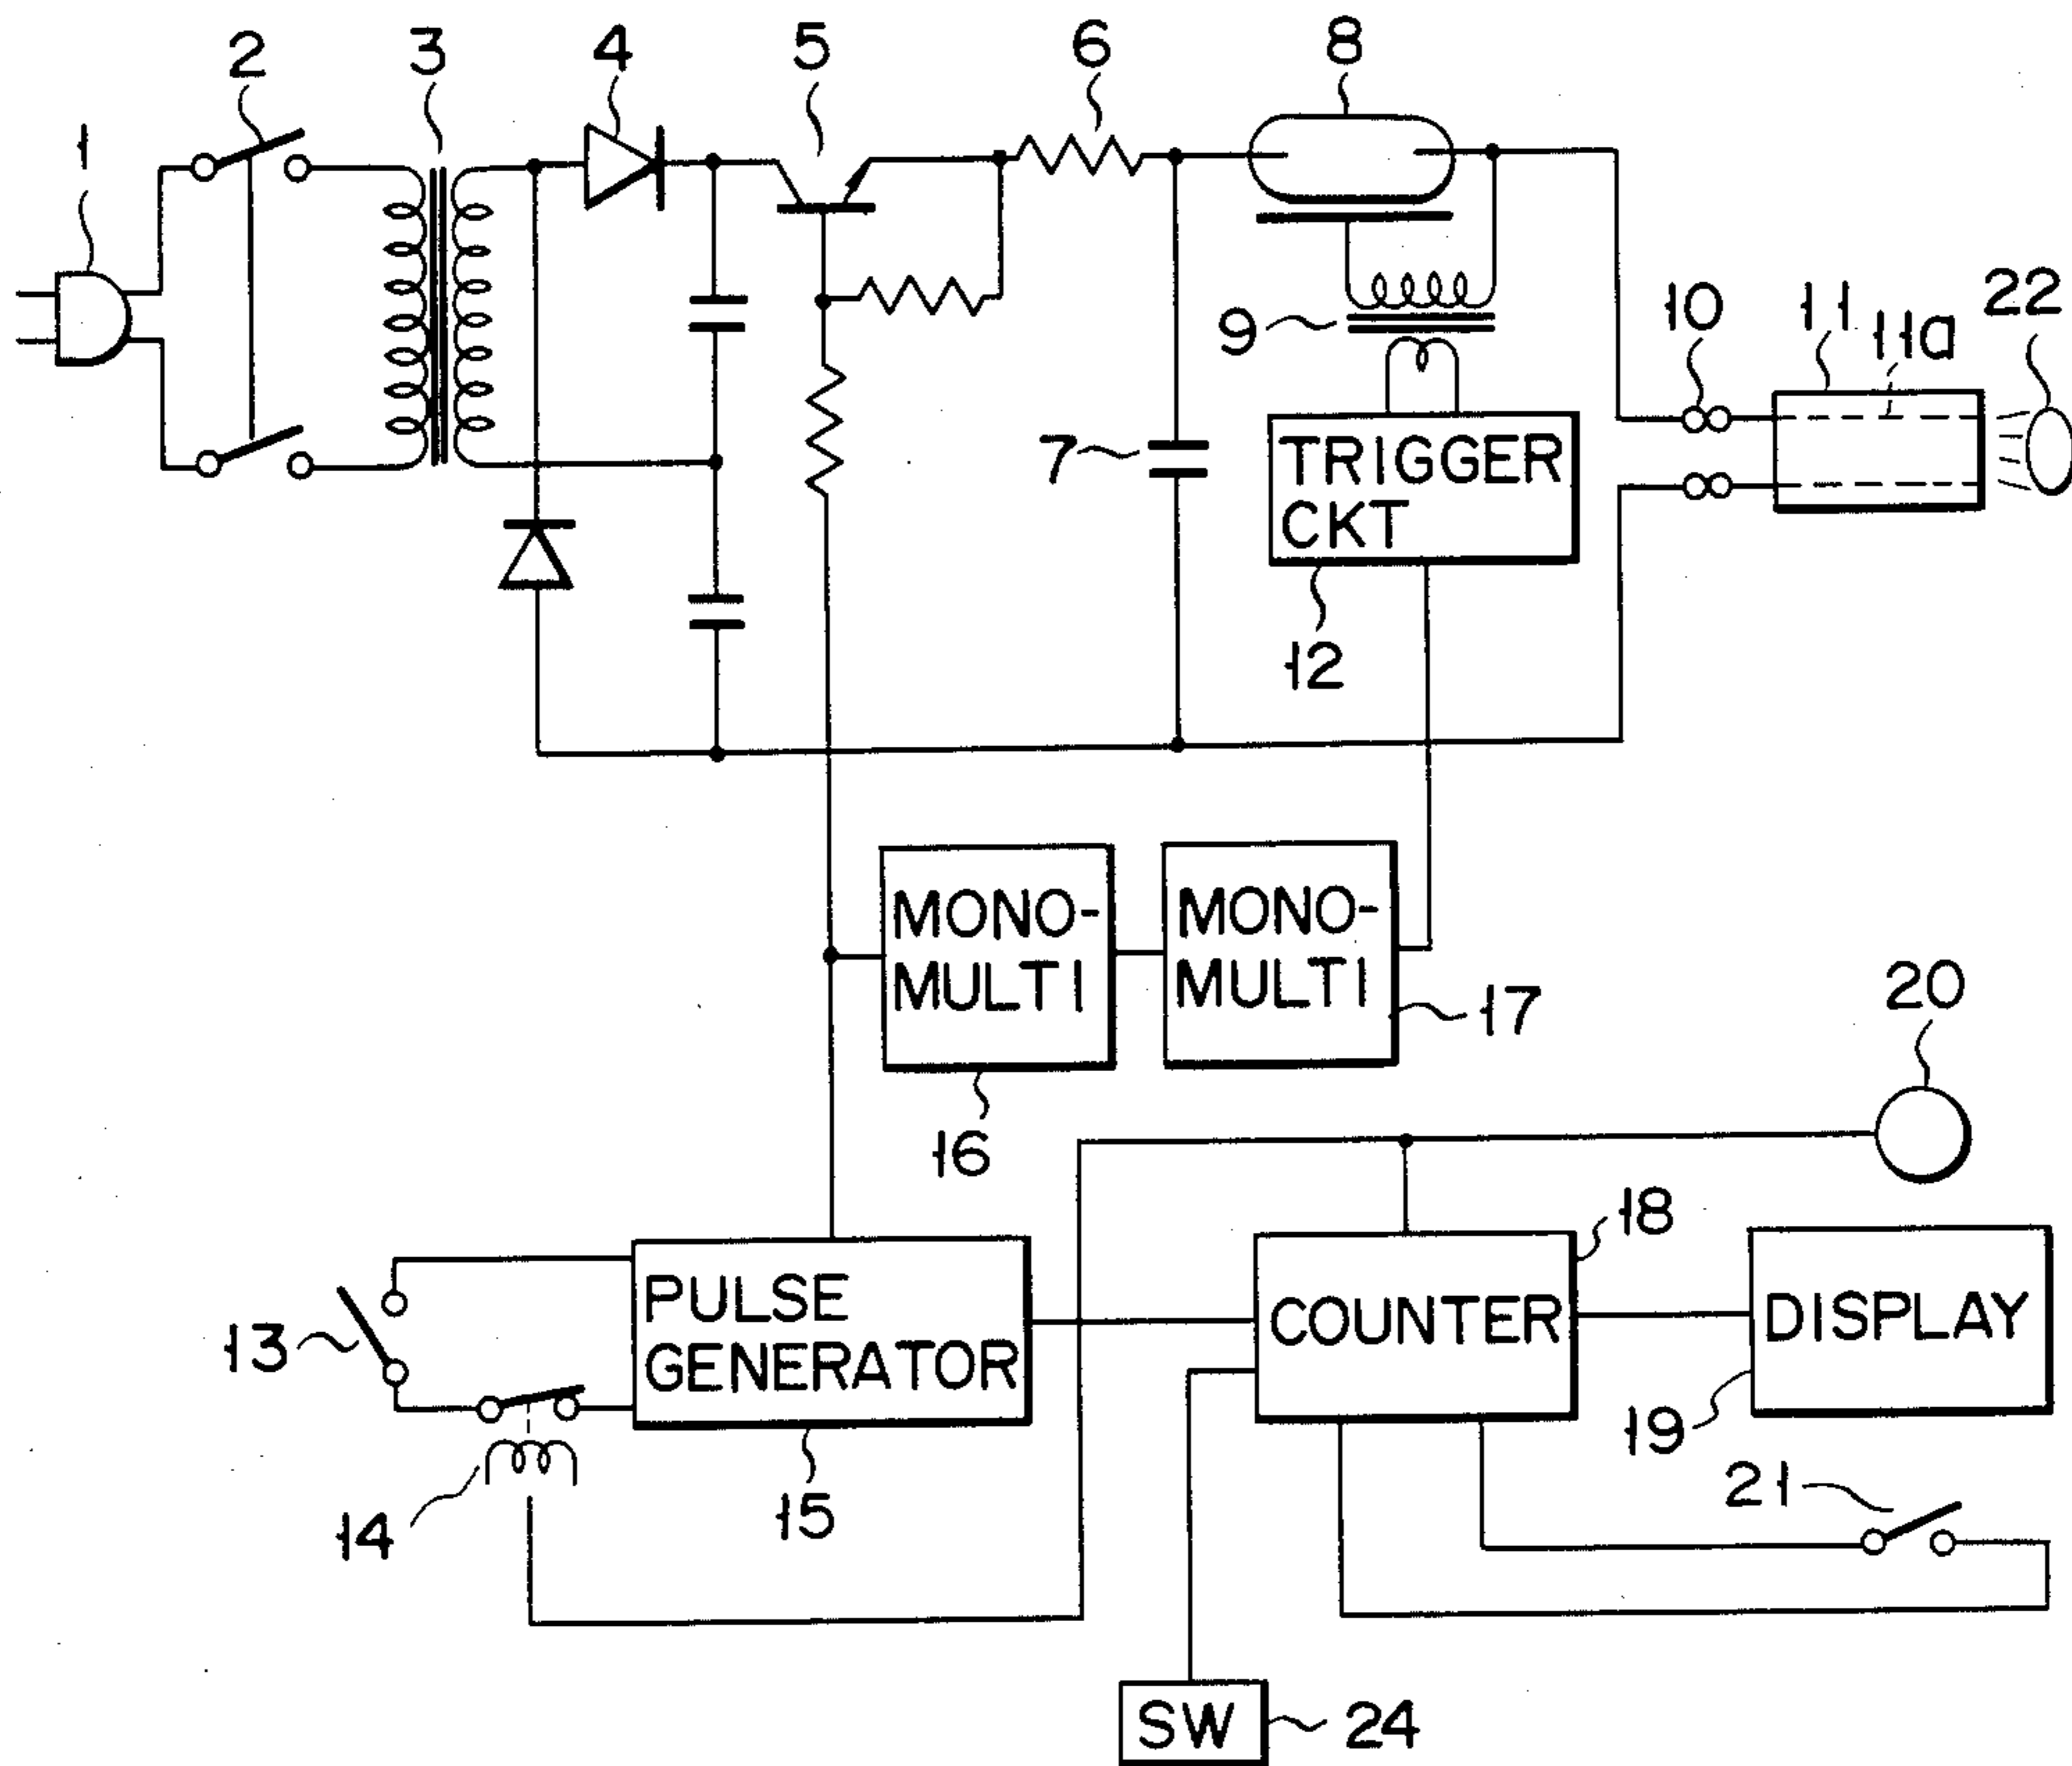 2 3 4 5 6 8
1
9 10 11 11a 22
7
TRIGGER
CKT
12
MONO-
MULTI
MONO-
MULTI
17
16
20
18
PULSE
GENERATOR
COUNTER
DISPLAY
13
19
14
15
21
SW
24